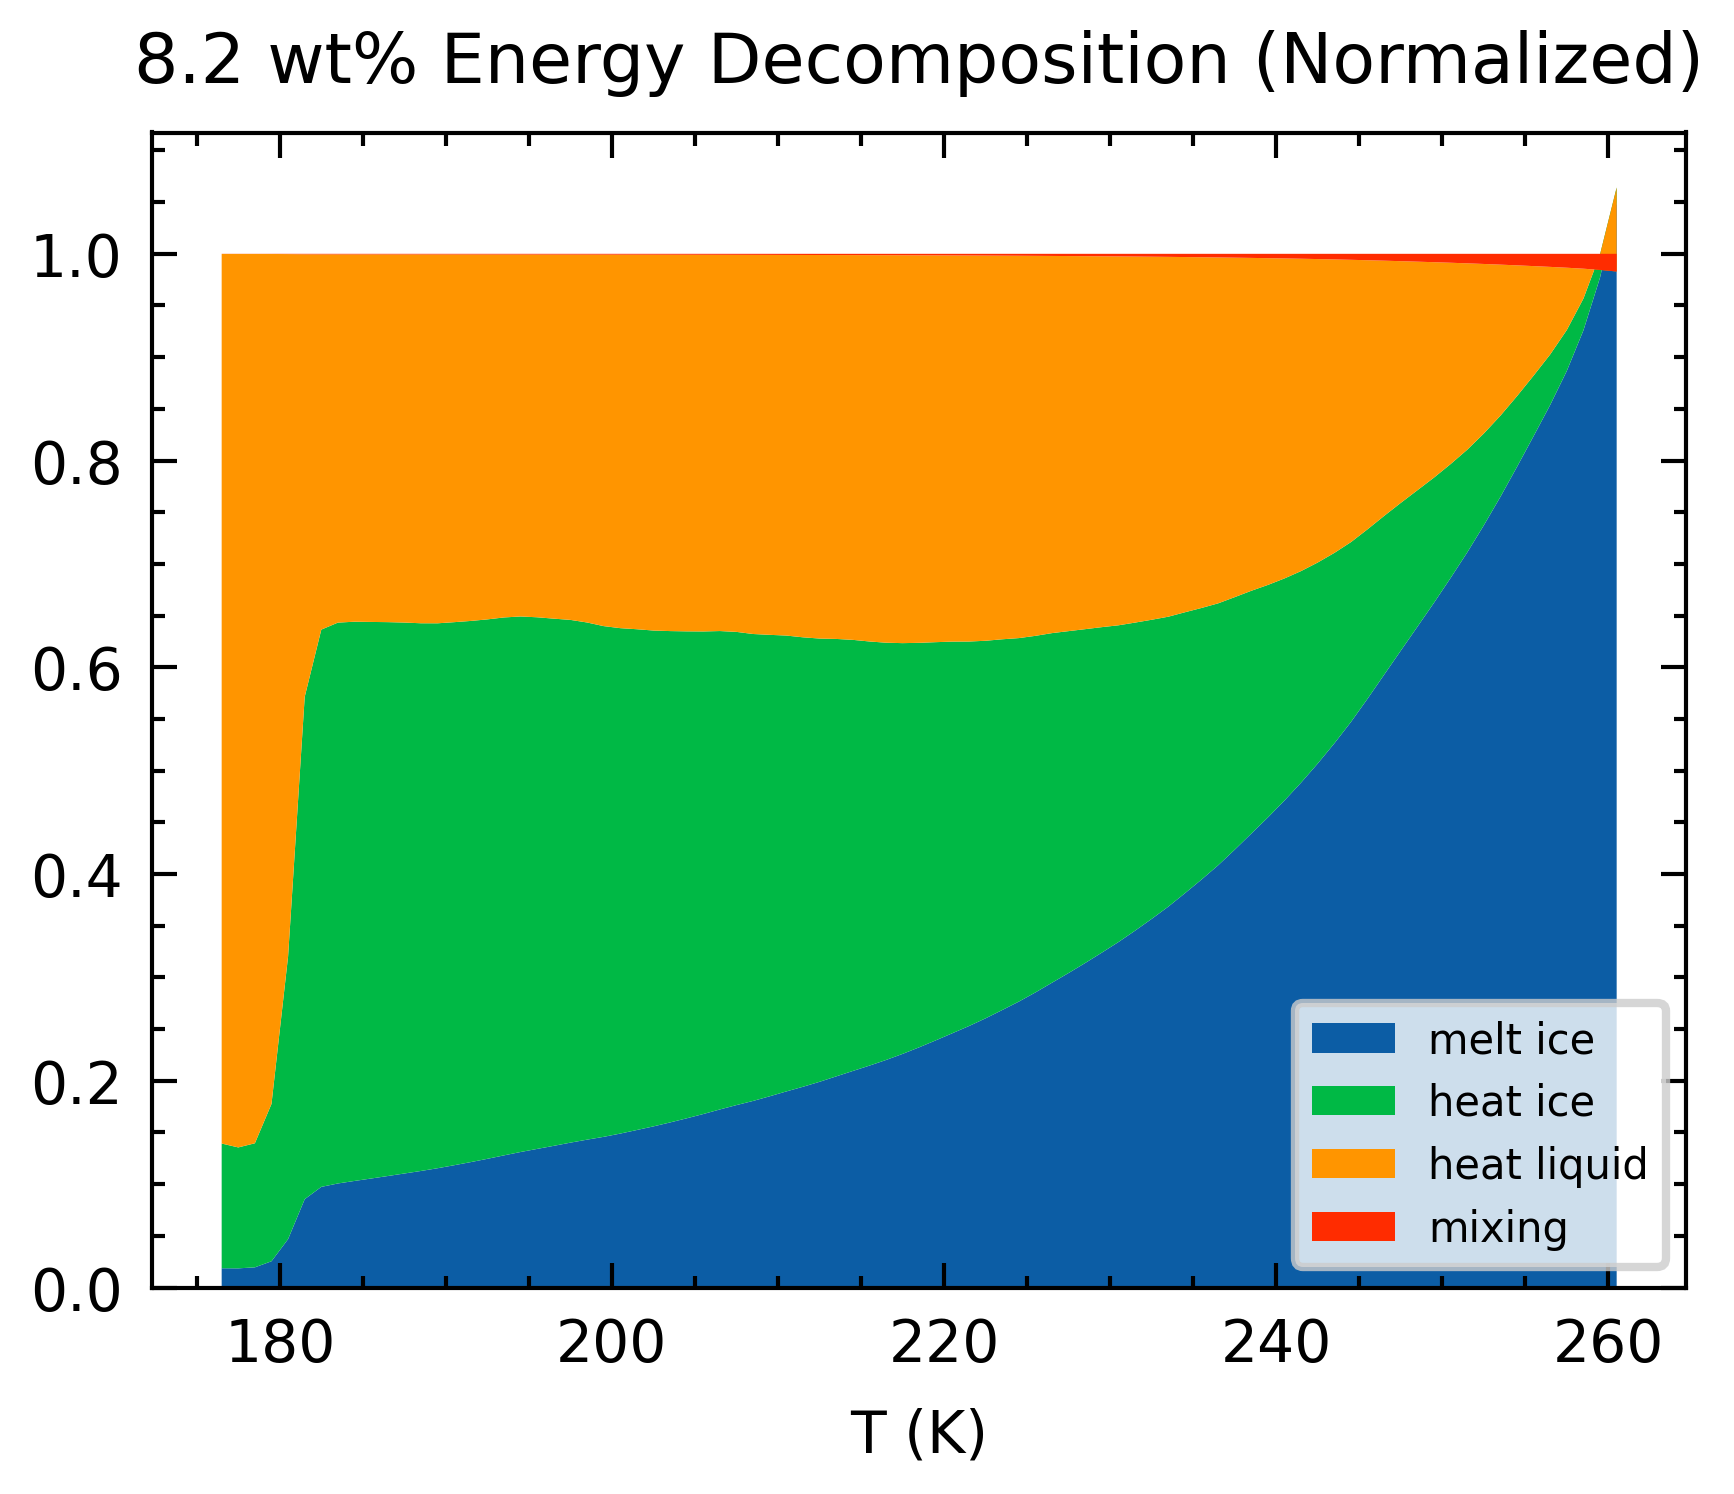 8.2 wt% Energy Decomposition (Normalized)
1.0
0.8
0.6
0.4
0.2
0.0
melt ice
heat ice
heat liquid
mixing
180 200 220 240 260
T (K)